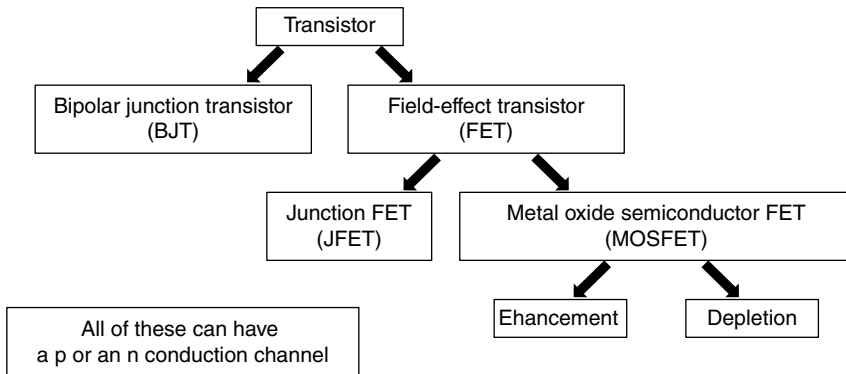 Transistor
Bipolar junction transistor
(BJT)
Field-effect transistor
(FET)
Junction FET
(JFET)
Metal oxide semiconductor FET
(MOSFET)
Ehancement
Depletion
All of these can have
a p or an n conduction channel